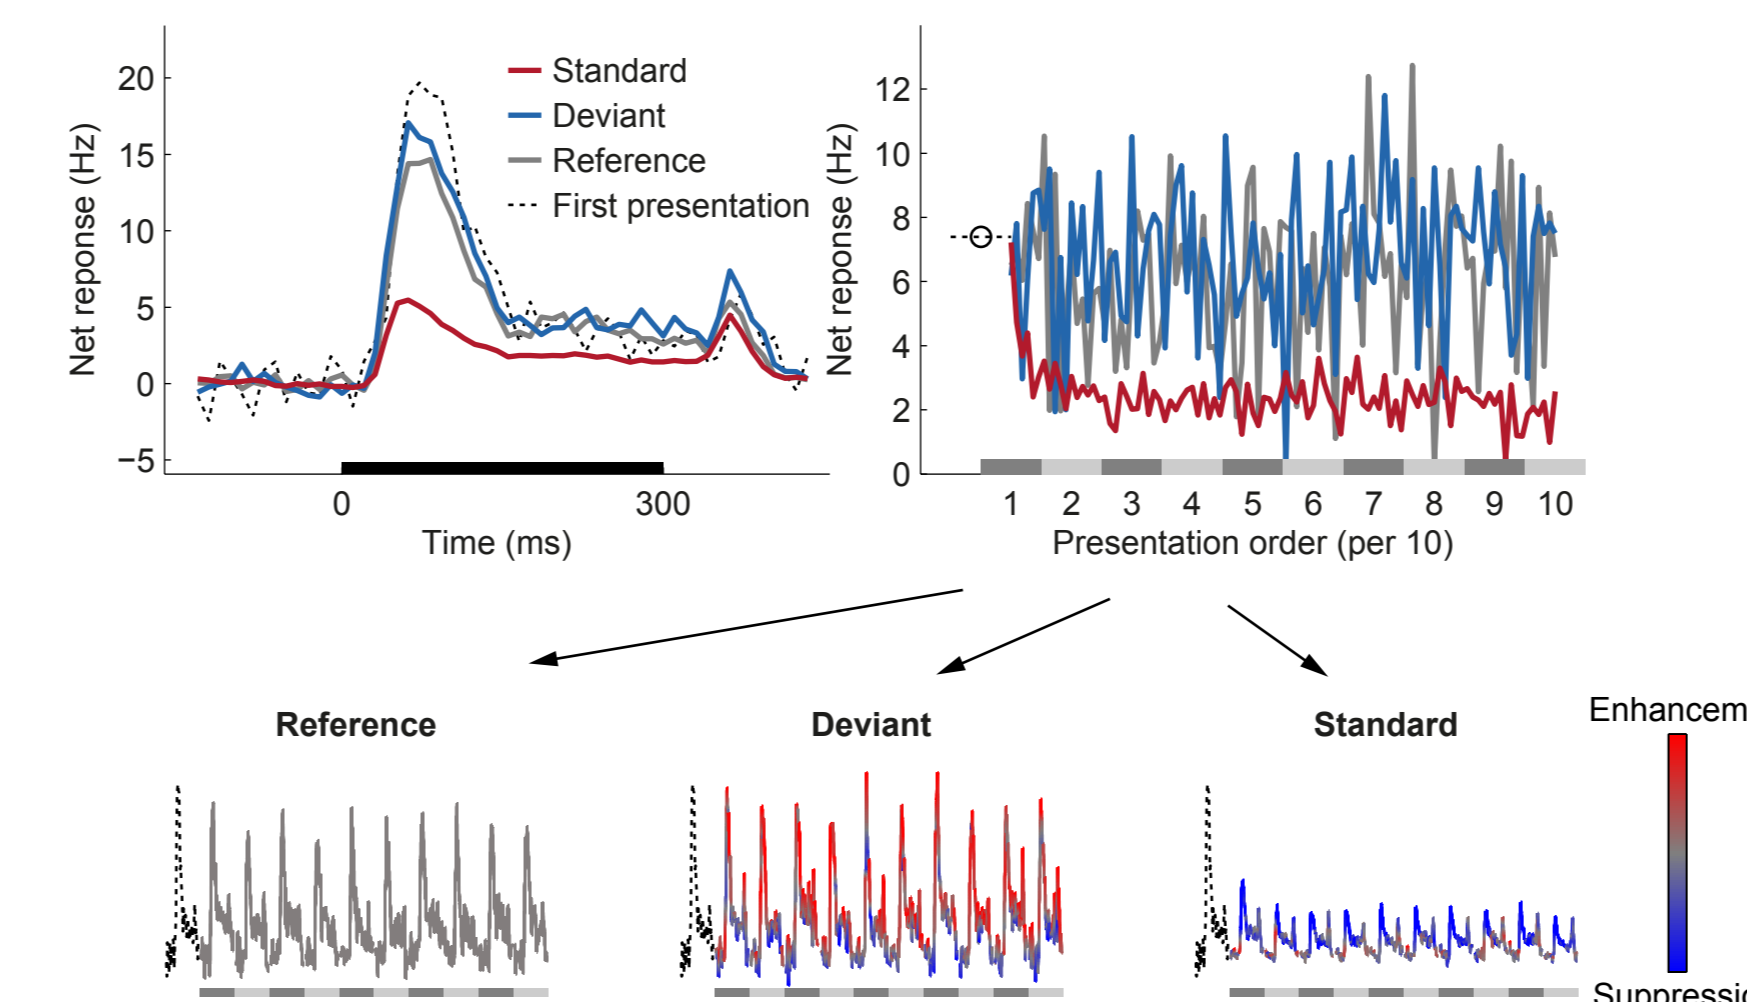 20
15
10
5
0
−5
Net reponse (Hz)
Standard
Deviant
Reference
First presentation
0 300
Time (ms)
12
10
8
6
4
2
0
Net reponse (Hz)
1 2 3 4 5 6 7 8 9 10
Presentation order (per 10)
Reference
Deviant
Standard
Enhancem
Suppressio